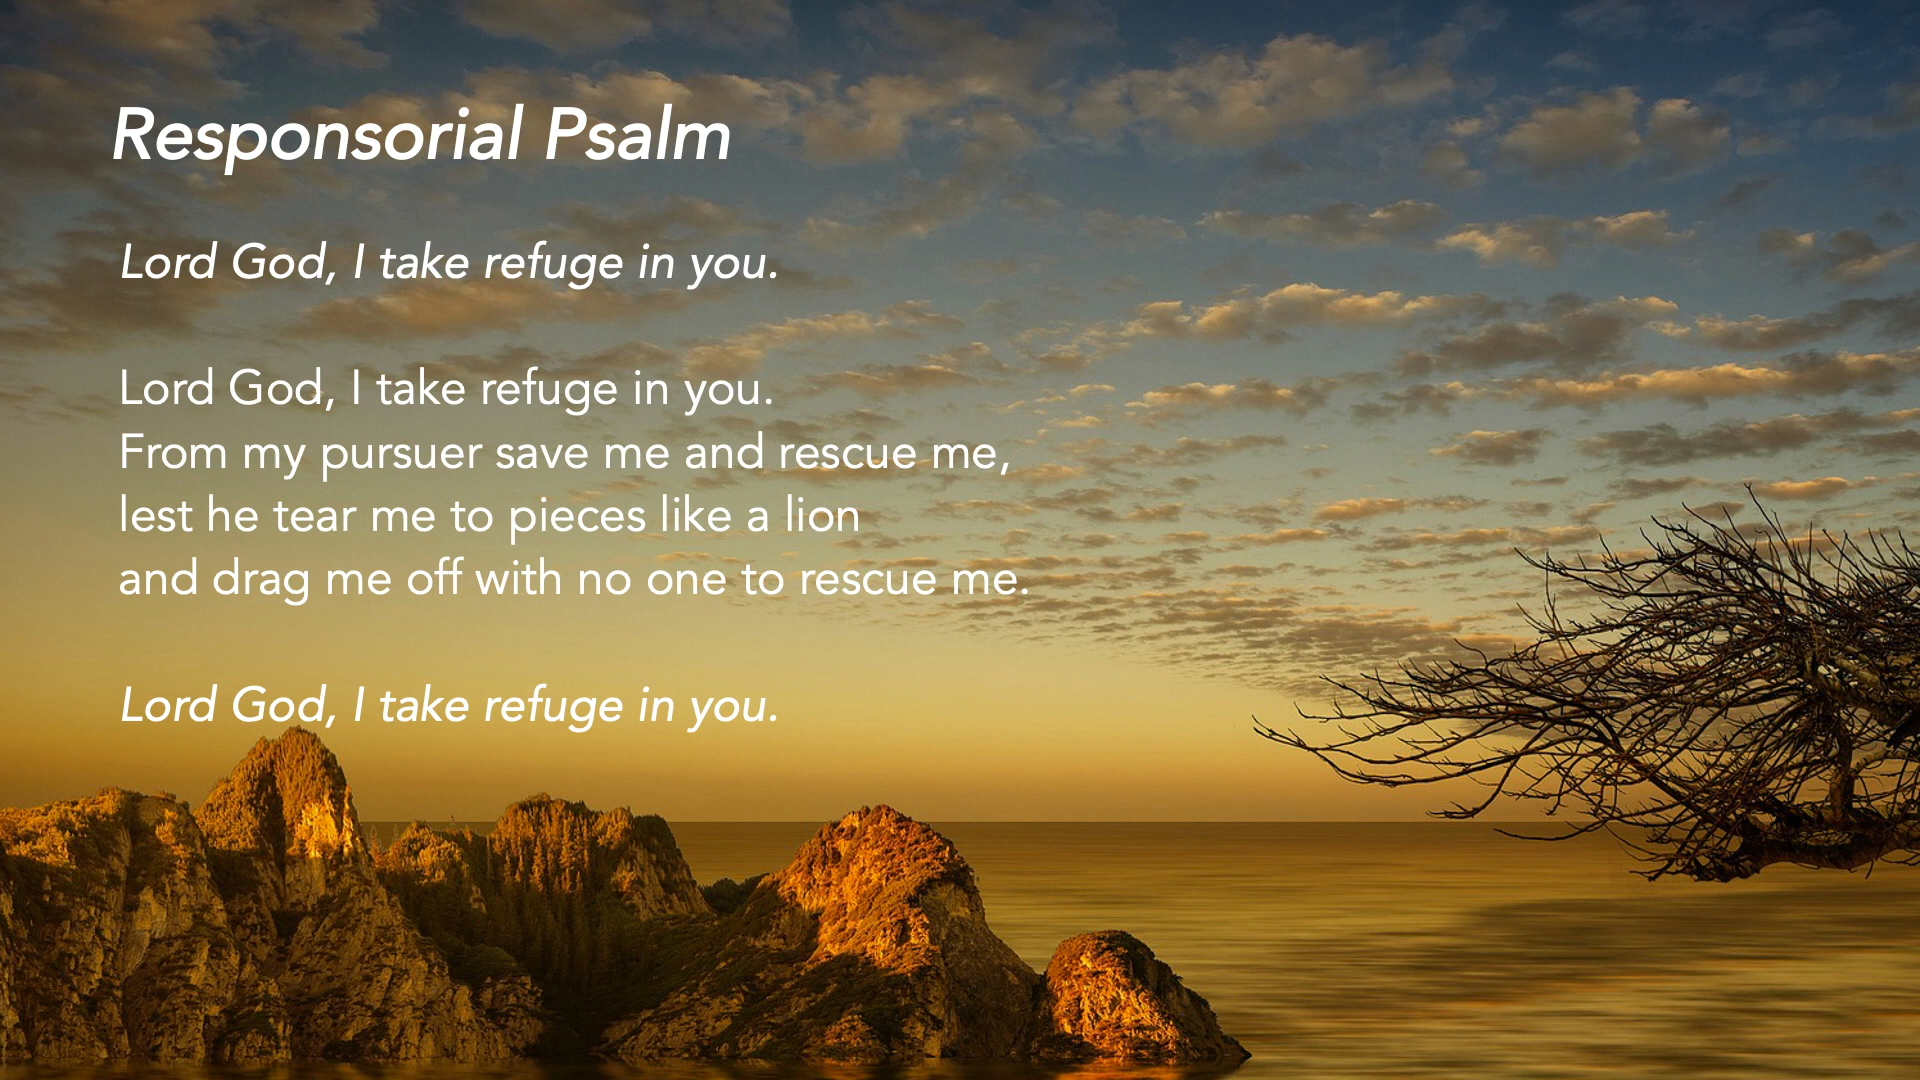 Responsorial Psalm
Lord God, I take refuge in you.
Lord God, I take refuge in you.
From my pursuer save me and rescue me,
lest he tear me to pieces like a lion
and drag me off with no one to rescue me.
Lord God, I take refuge in you.